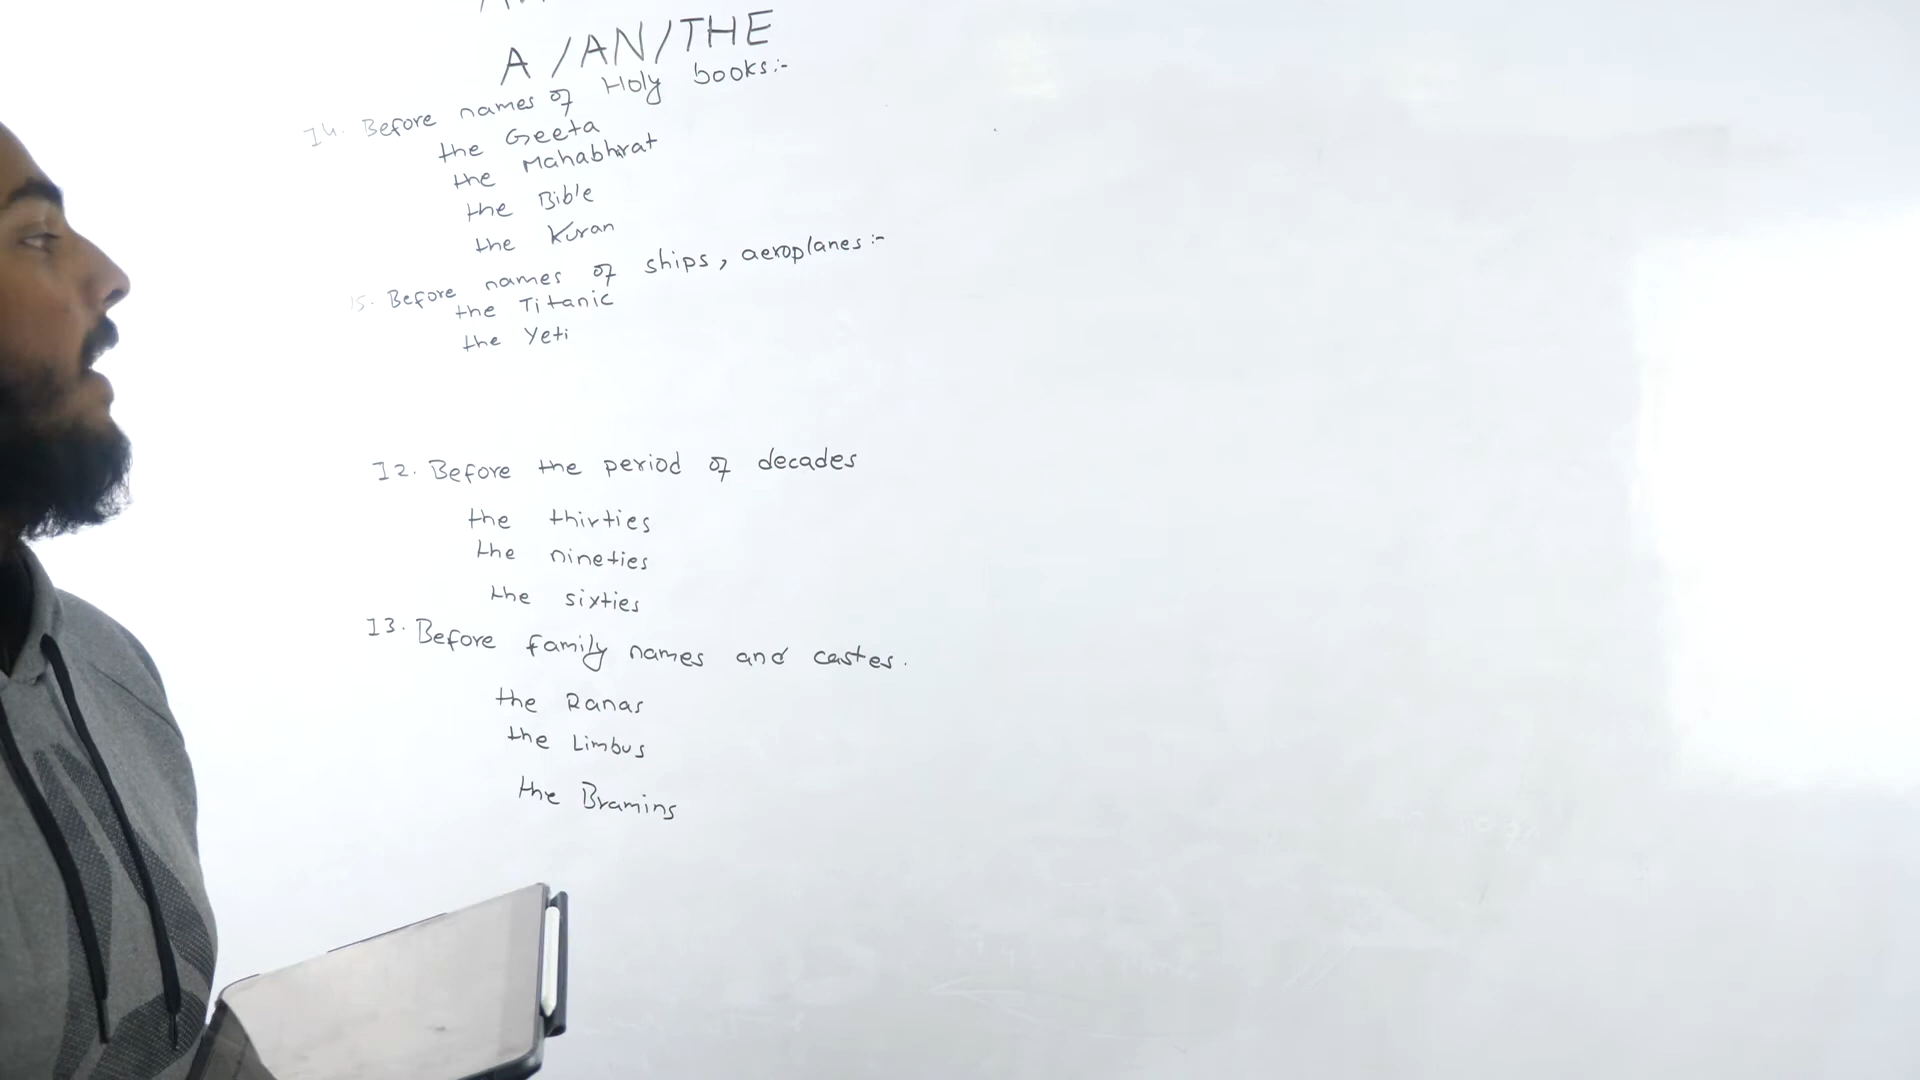 A /AN/THE
14. Before names of Holy books:-
the Geeta
the Mahabhrat
the Bible
the Kuran
15. Before names of ships, aeroplanes:-
the Titanic
the Yeti
12. Before the period of decades
the thirties
the nineties
the sixties
13. Before family names and castes.
the Ranas
the Limbus
the Bramins